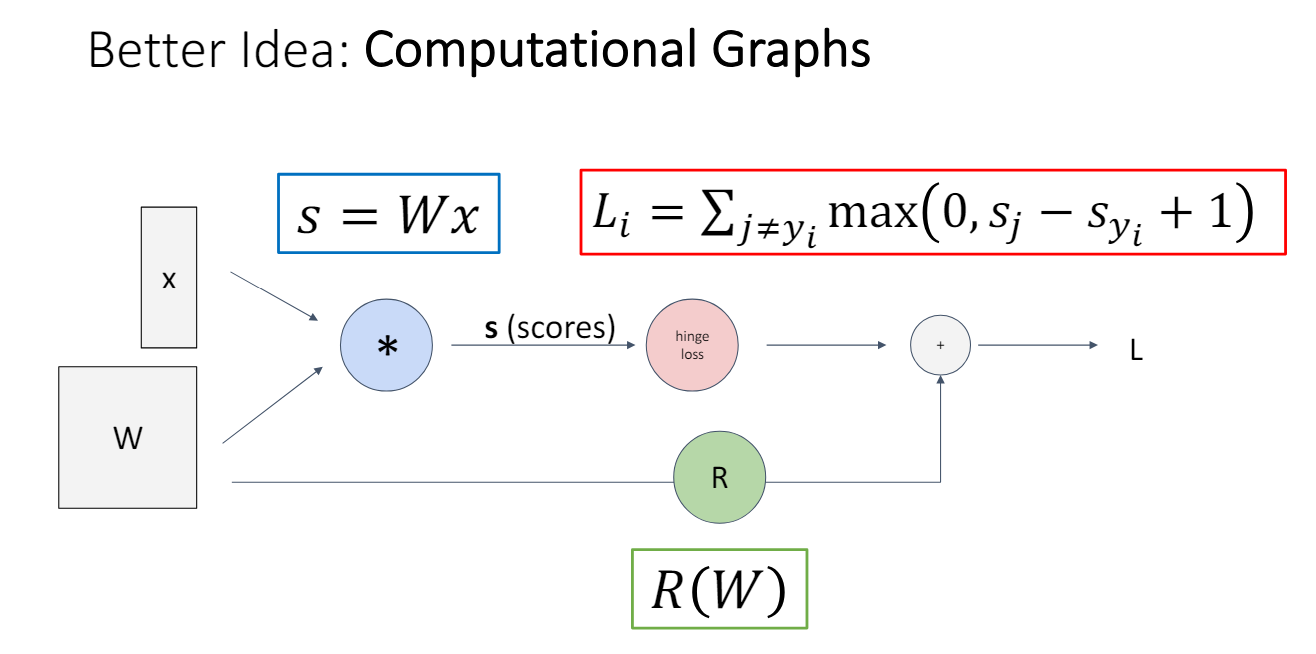 Better Idea: Computational Graphs
s = Wx
L_i = ∑_{j≠y_i} max(0, s_j − s_{y_i} + 1)
x
*
s (scores)
hinge
loss
+
L
W
R
R(W)